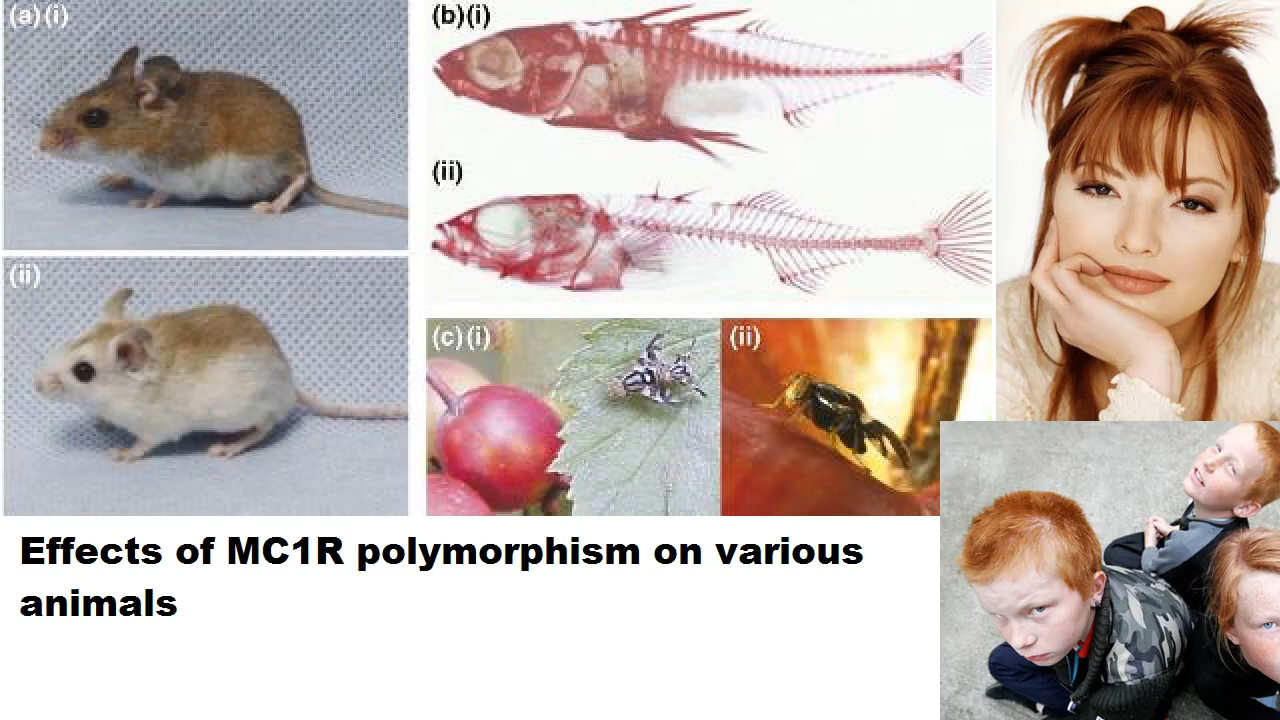 (a)(i)
(ii)
(b)(i)
(ii)
(c)(i)
(ii)
Effects of MC1R polymorphism on various
animals